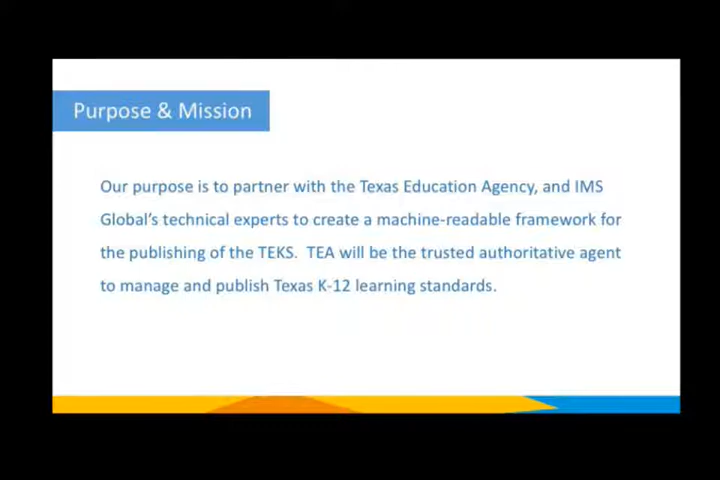 Purpose & Mission
Our purpose is to partner with the Texas Education Agency, and IMS
Global's technical experts to create a machine-readable framework for
the publishing of the TEKS.  TEA will be the trusted authoritative agent
to manage and publish Texas K-12 learning standards.